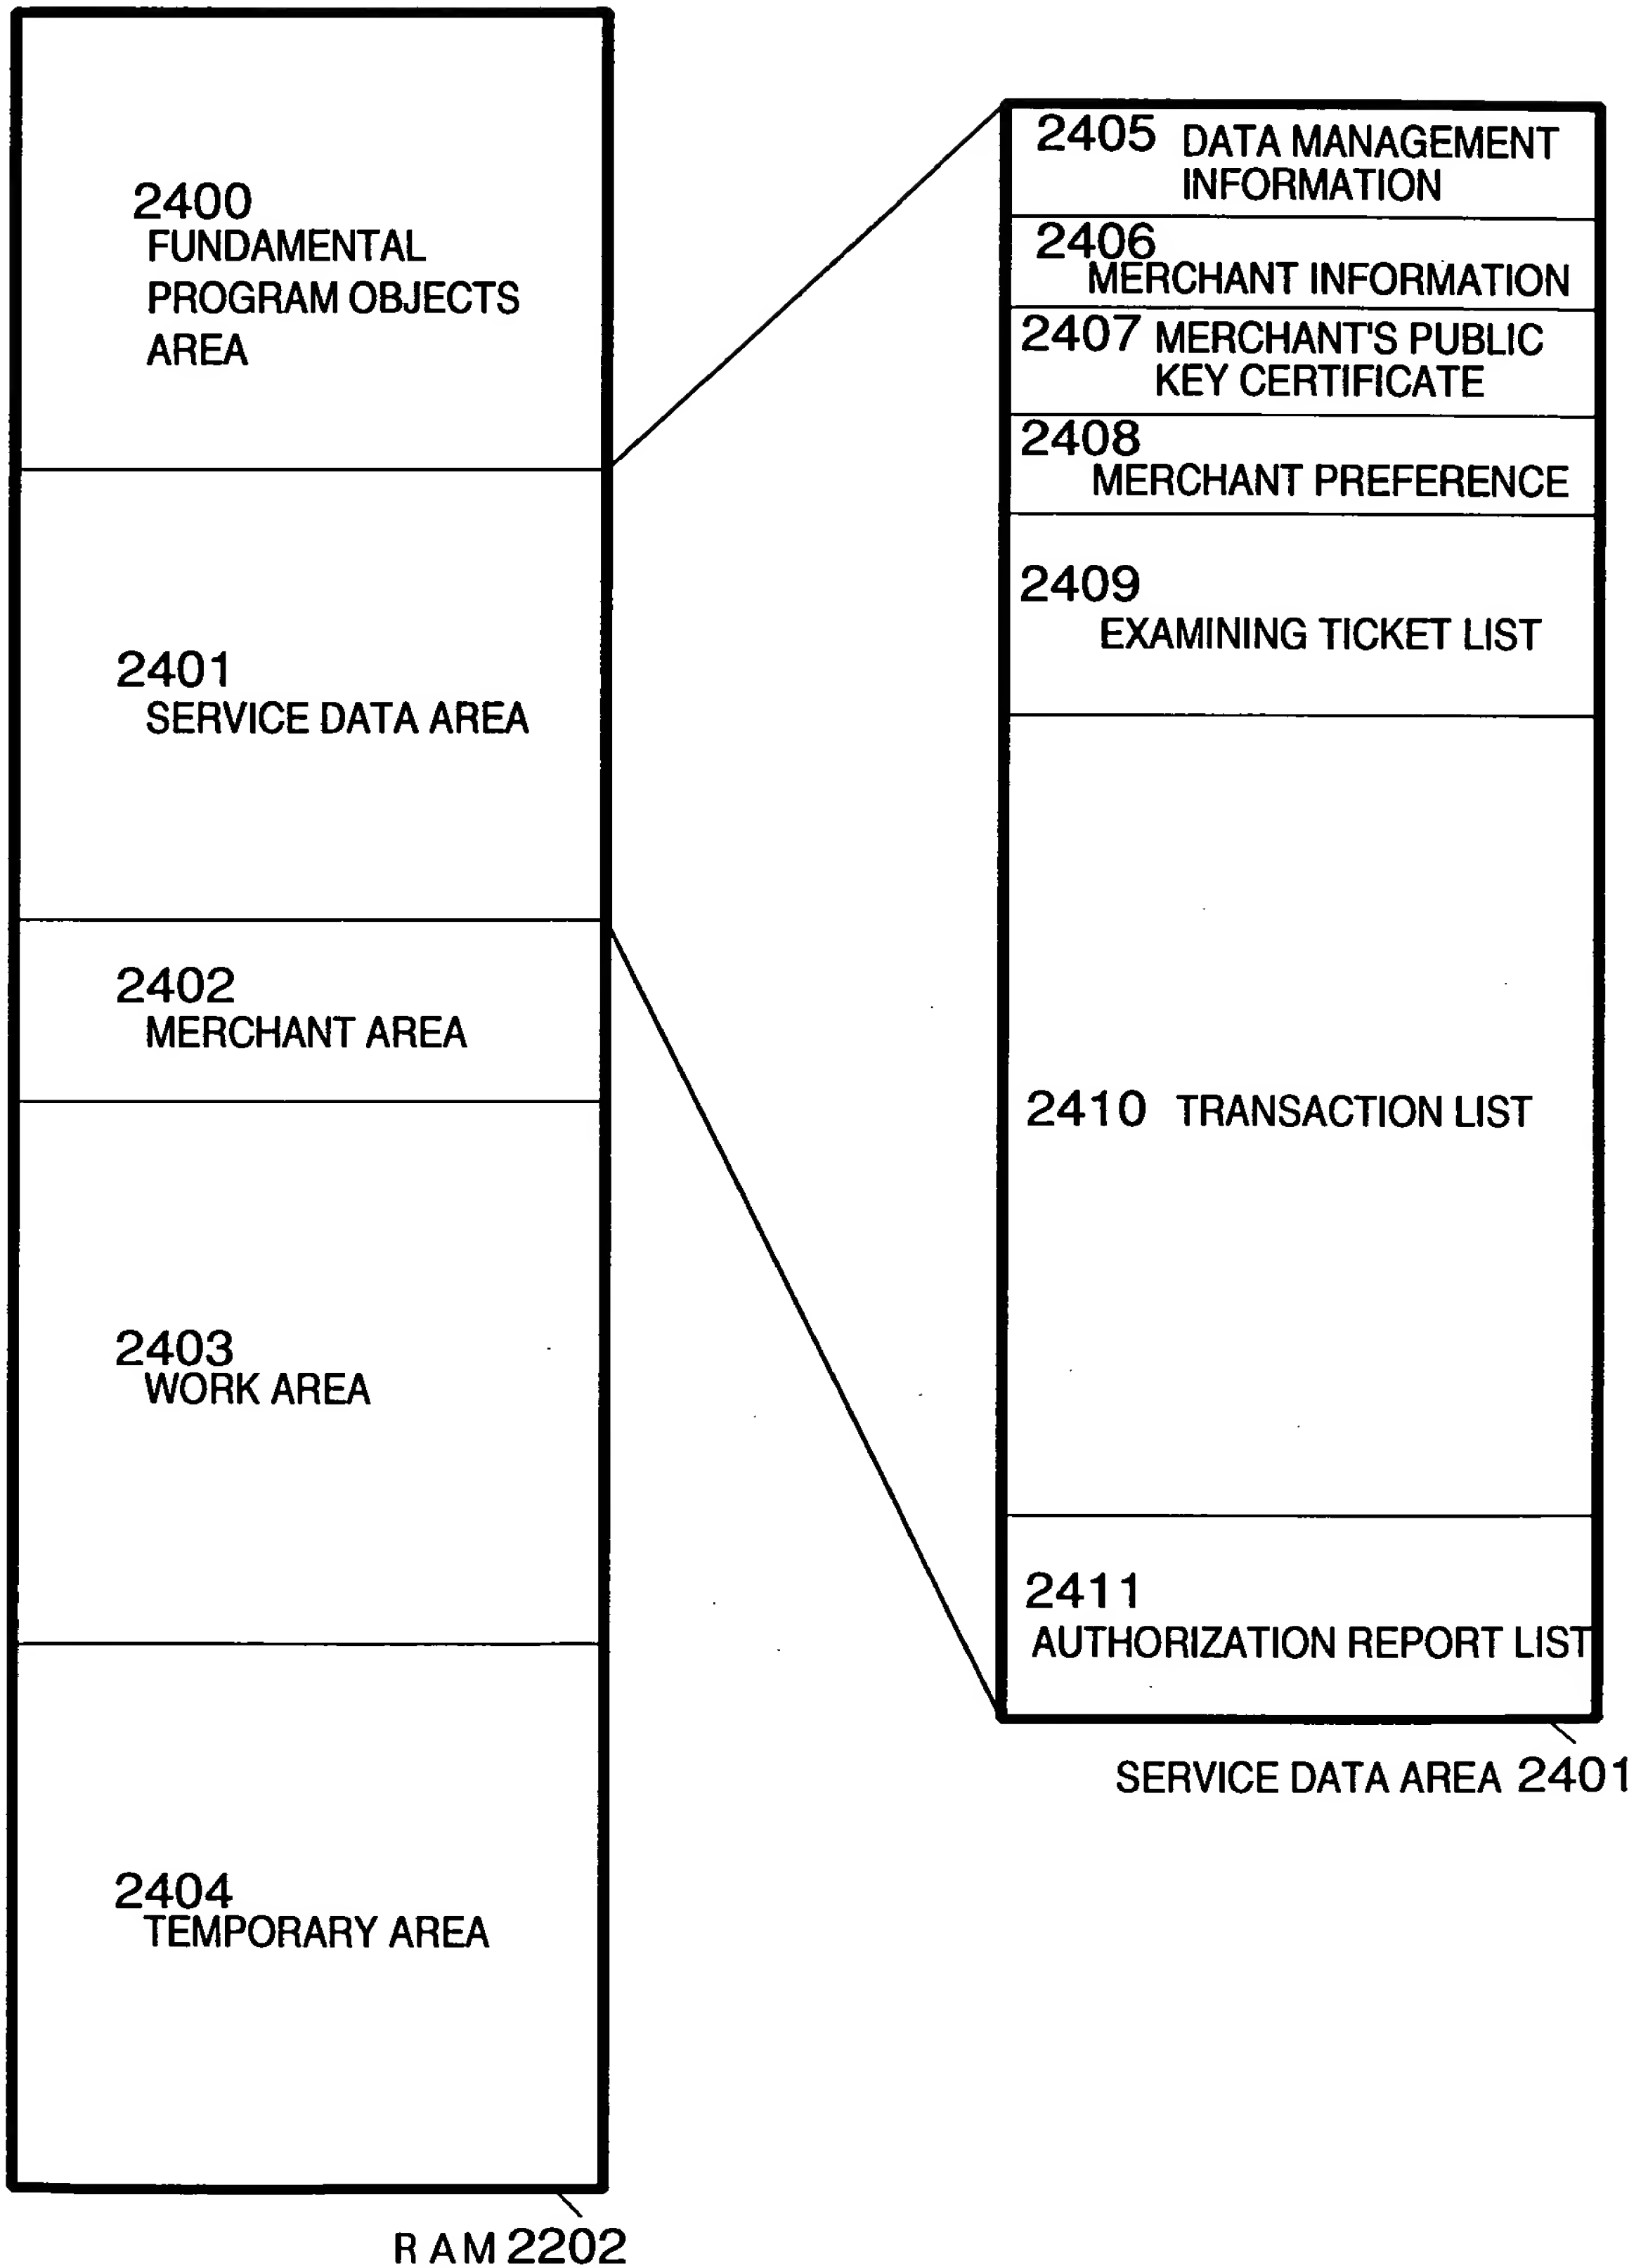 2400
FUNDAMENTAL
PROGRAM OBJECTS
AREA
2401
SERVICE DATA AREA
2402
MERCHANT AREA
2403
WORK AREA
2404
TEMPORARY AREA
RAM 2202
2405 DATA MANAGEMENT
INFORMATION
2406
MERCHANT INFORMATION
2407 MERCHANT'S PUBLIC
KEY CERTIFICATE
2408
MERCHANT PREFERENCE
2409
EXAMINING TICKET LIST
2410 TRANSACTION LIST
2411
AUTHORIZATION REPORT LIST
SERVICE DATA AREA 2401